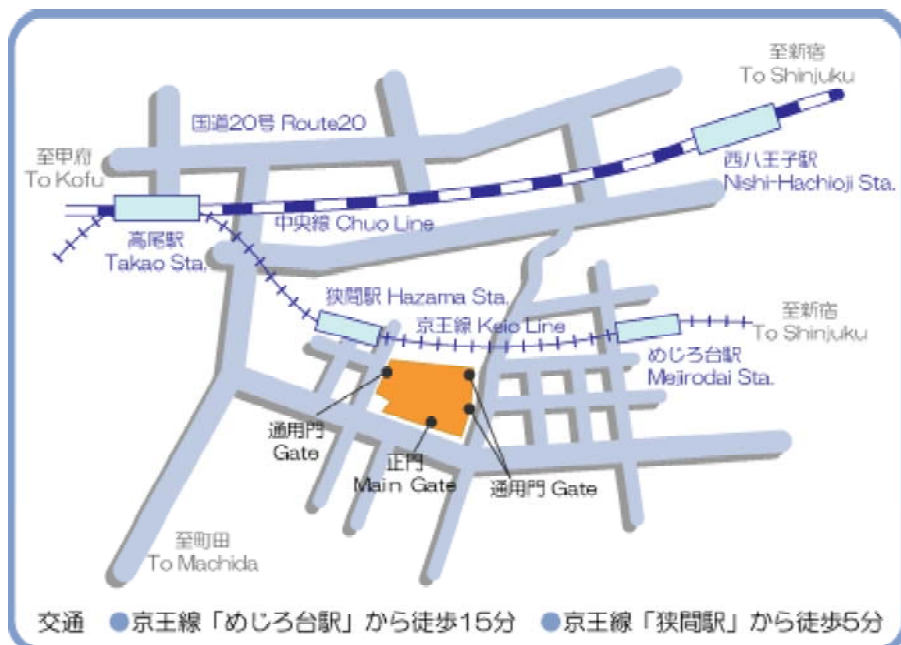 至新宿
To Shinjuku
国道20号 Route20
至甲府
To Kofu
西八王子駅
Nishi-Hachioji Sta.
中央線 Chuo Line
高尾駅
Takao Sta.
狭間駅 Hazama Sta.
京王線 Keio Line
至新宿
To Shinjuku
めじろ台駅
Mejirodai Sta.
通用門
Gate
正門
Main Gate
通用門 Gate
至町田
To Machida
交通 ●京王線「めじろ台駅」から徒歩15分 ●京王線「狭間駅」から徒歩5分